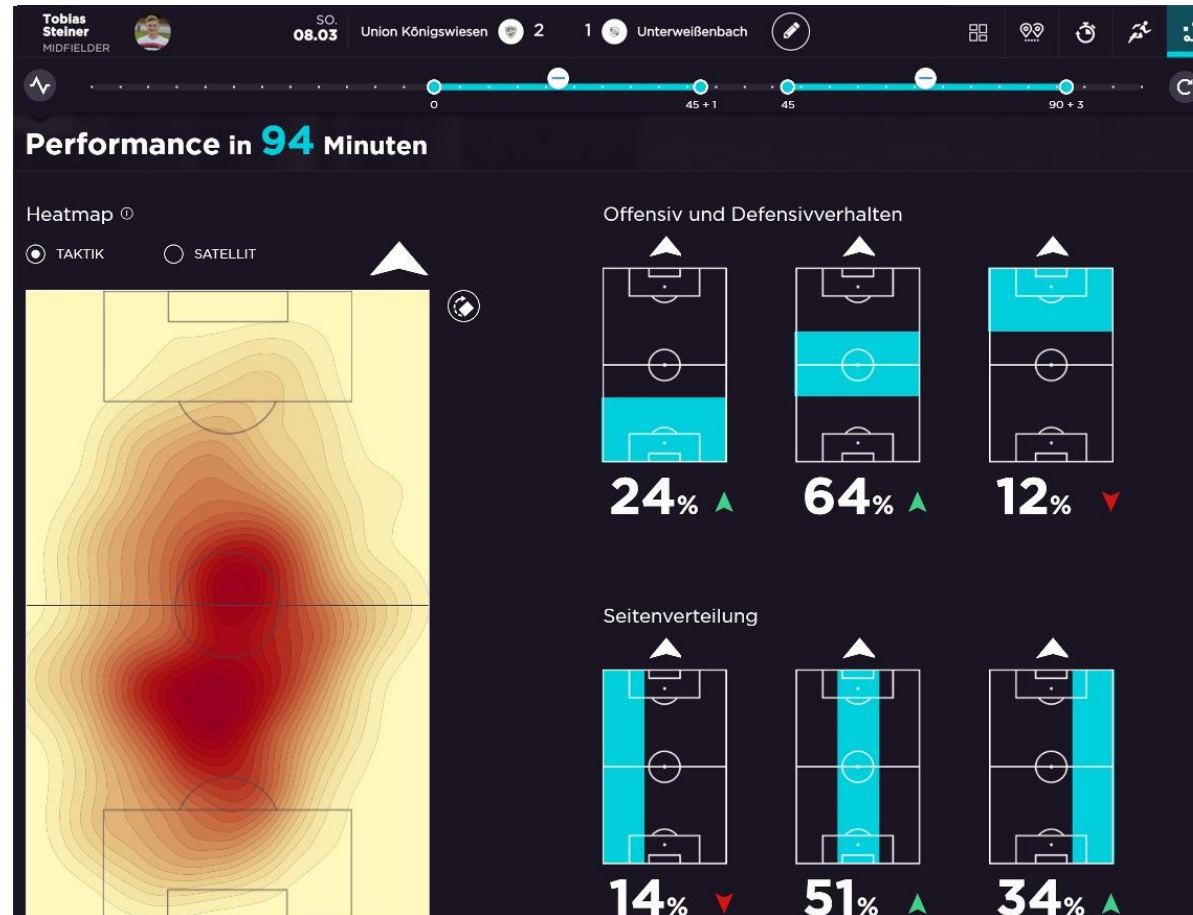 Tobias
Steiner
MIDFIELDER
SO.
08.03
Union Königswiesen 2
1 Unterweißenbach
0
45 + 1
45
90 + 3
Performance in 94 Minuten
Heatmap
TAKTIK
SATELLIT
Offensiv und Defensivverhalten
24%
64%
12%
Seitenverteilung
14%
51%
34%